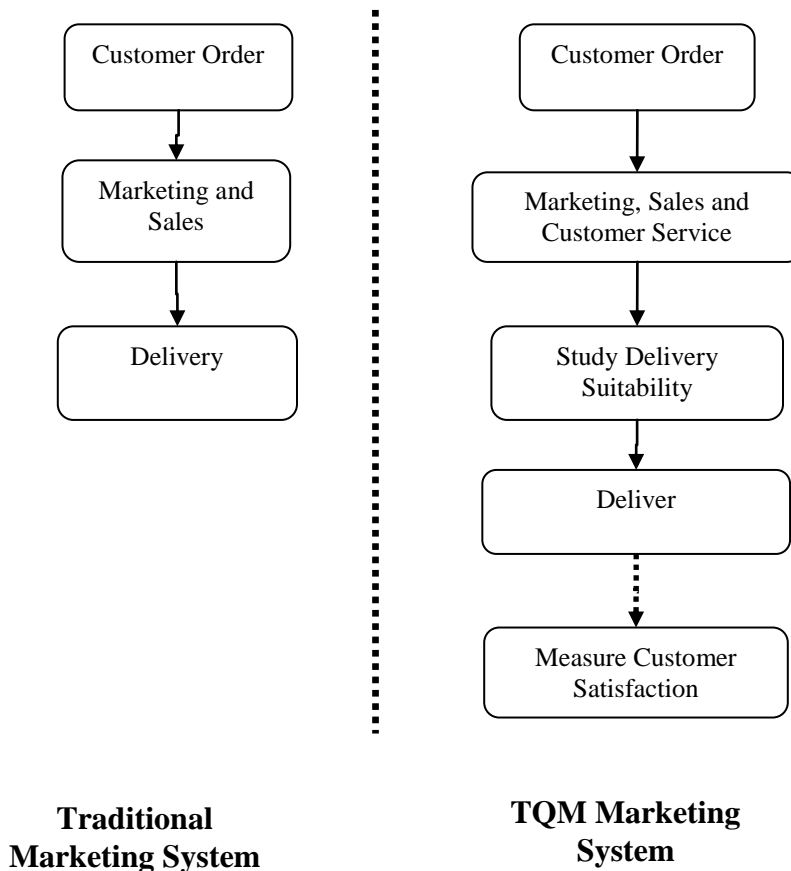 Customer Order
Marketing and
Sales
Delivery
Traditional
Marketing System
Customer Order
Marketing, Sales and
Customer Service
Study Delivery
Suitability
Deliver
Measure Customer
Satisfaction
TQM Marketing
System